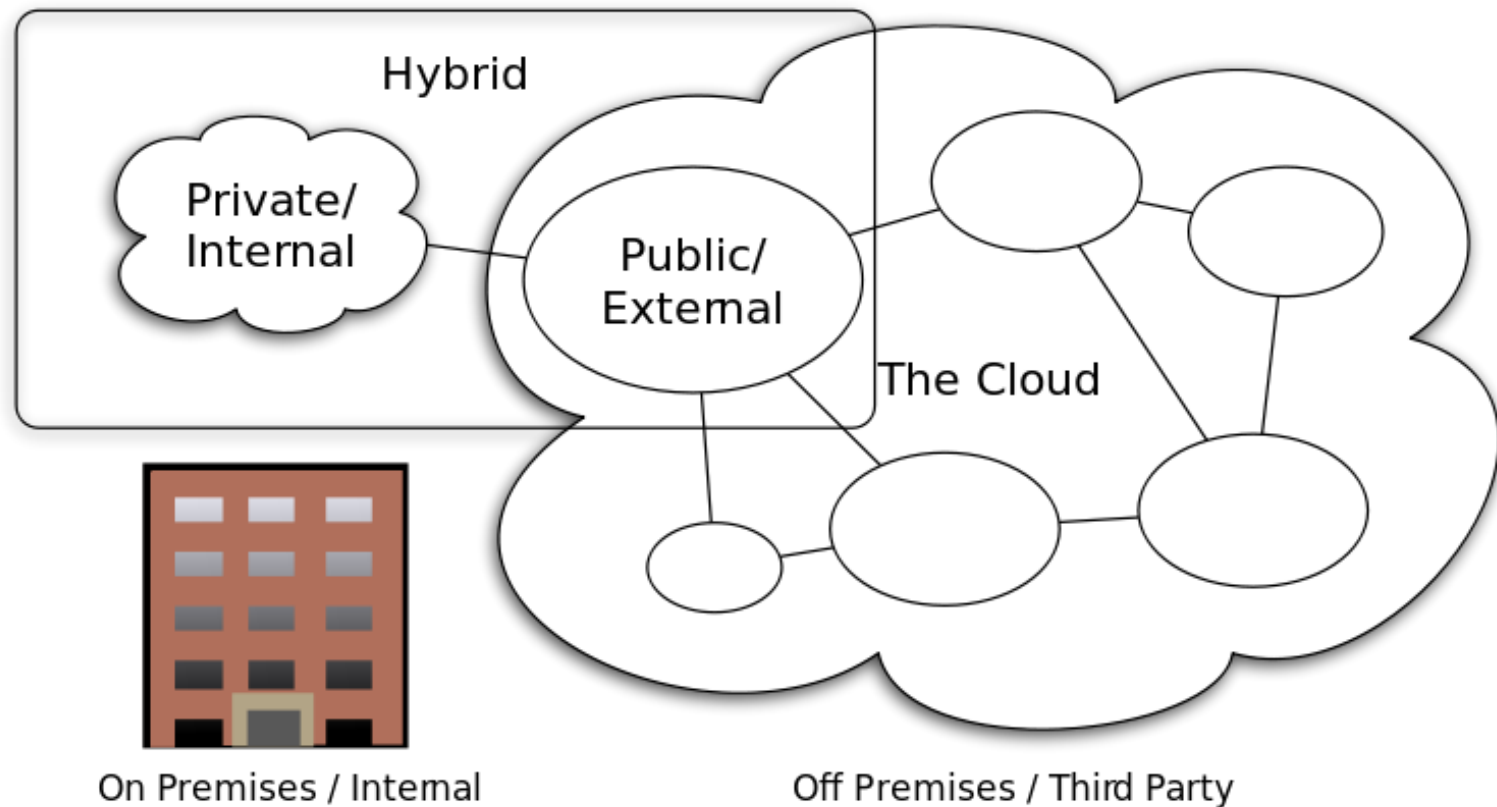 Hybrid
Private/
Internal
Public/
External
The Cloud
On Premises / Internal
Off Premises / Third Party